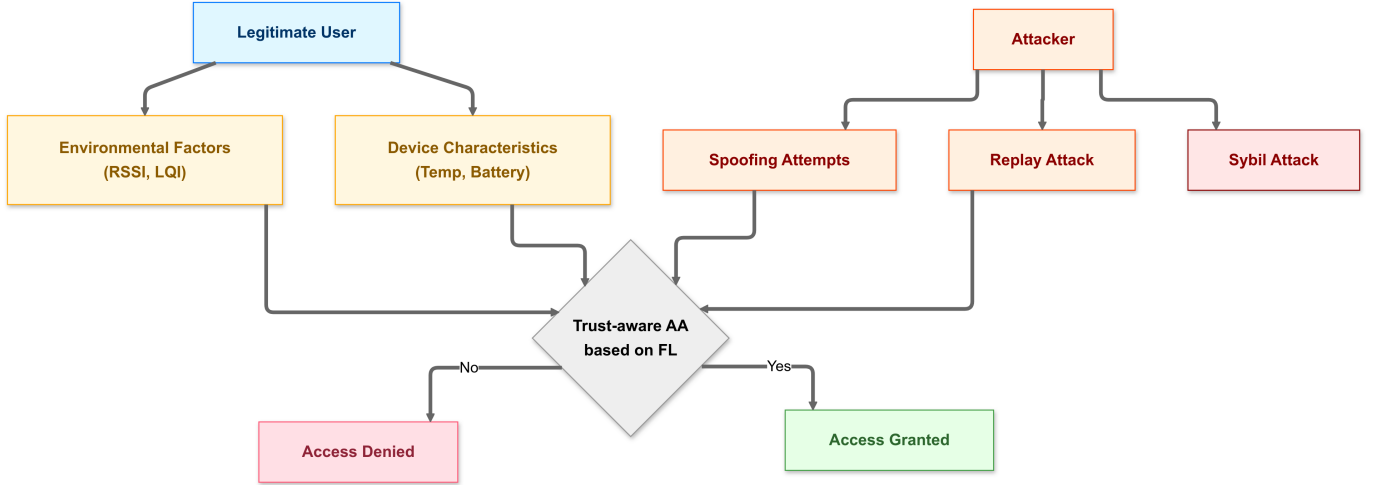 Legitimate User
Attacker
Environmental Factors
(RSSI, LQI)
Device Characteristics
(Temp, Battery)
Spoofing Attempts
Replay Attack
Sybil Attack
Trust-aware AA
based on FL
No
Yes
Access Denied
Access Granted